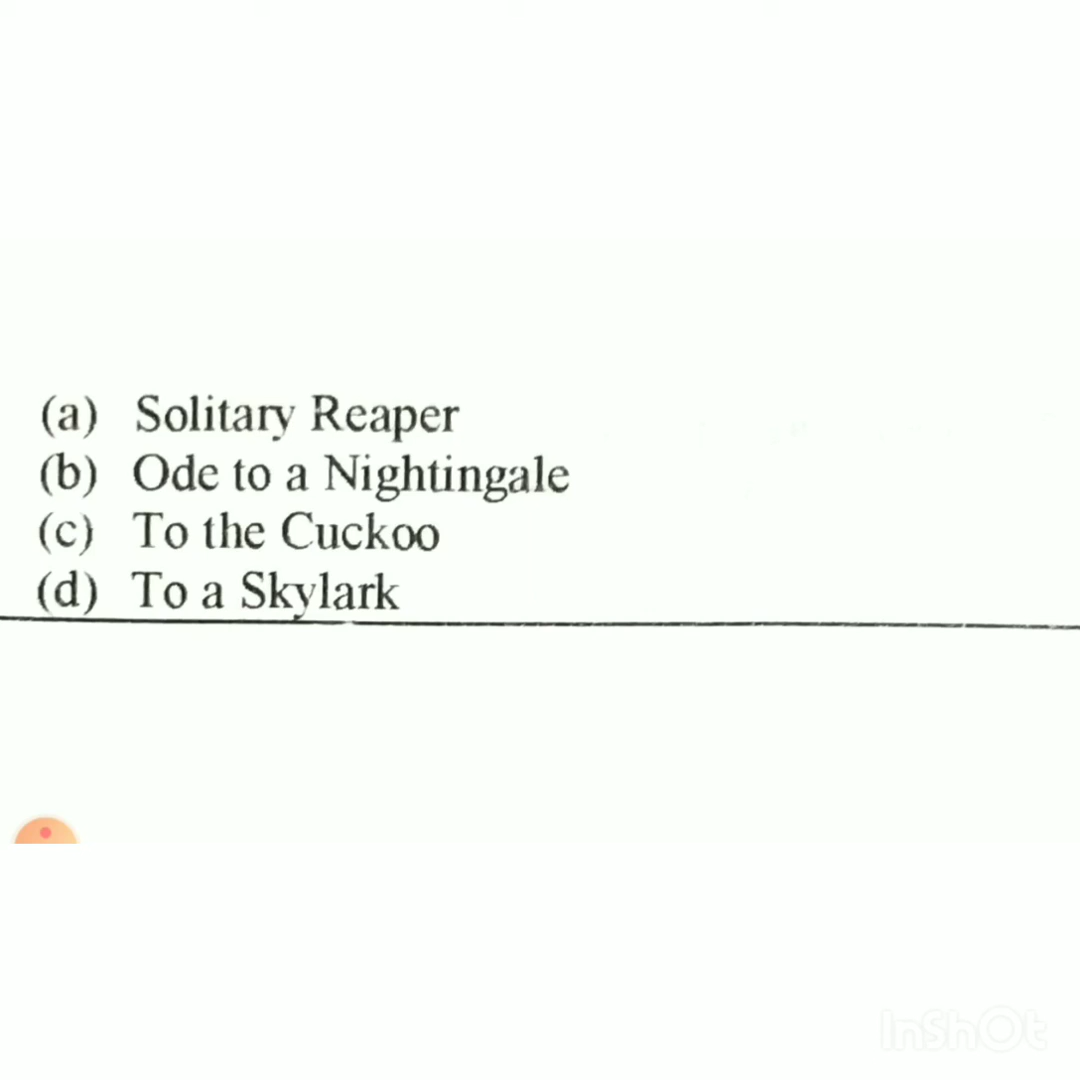 (a) Solitary Reaper
(b) Ode to a Nightingale
(c) To the Cuckoo
(d) To a Skylark
InShOt